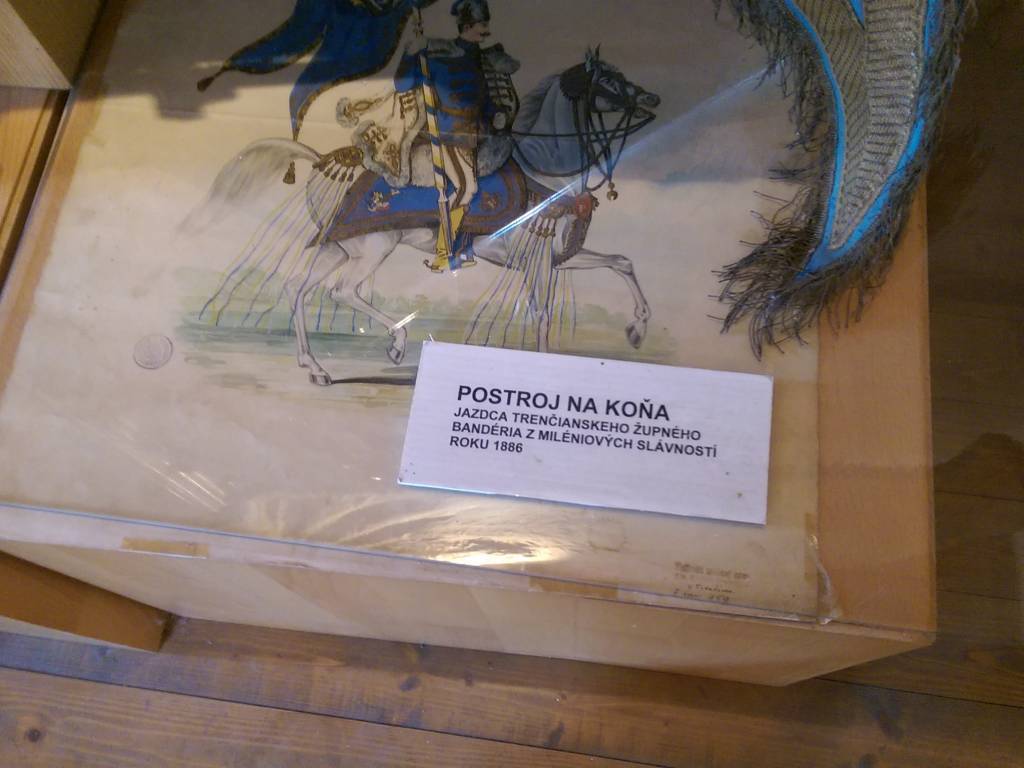 POSTROJ NA KOŇA
JAZDCA TRENČIANSKEHO ŽUPNÉHO
BANDÉRIA Z MILÉNIOVÝCH SLÁVNOSTÍ
ROKU 1886